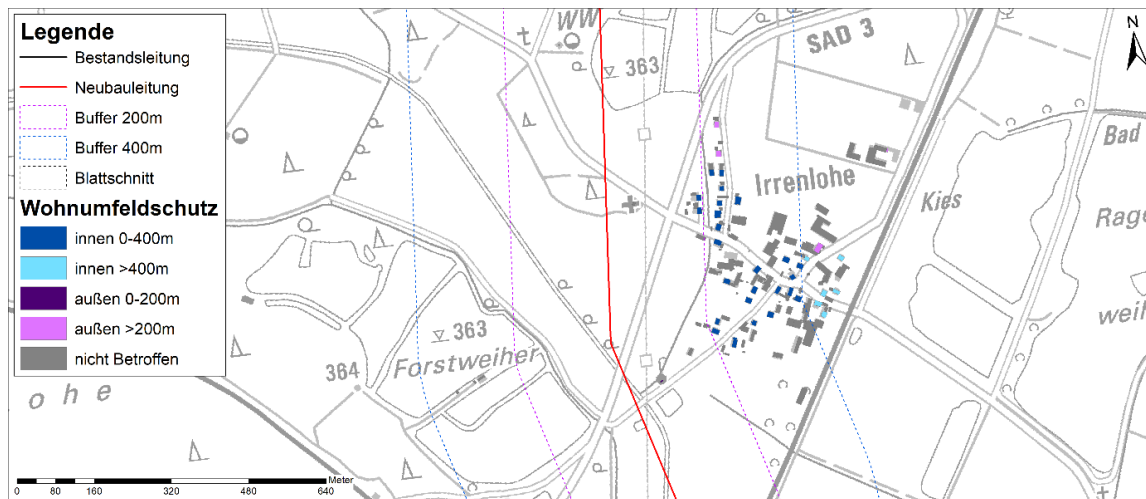 Legende
Bestandsleitung
Neubauleitung
Buffer 200m
Buffer 400m
Blattschnitt
Wohnumfeldschutz
innen 0-400m
innen >400m
außen 0-200m
außen >200m
nicht Betroffen
WW
363
SAD 3
N
Irrenlohe
Bad
Kies
Rage
weih
363
Forstweiher
364
ohe
0 40 80 160 320 480 640 Meter